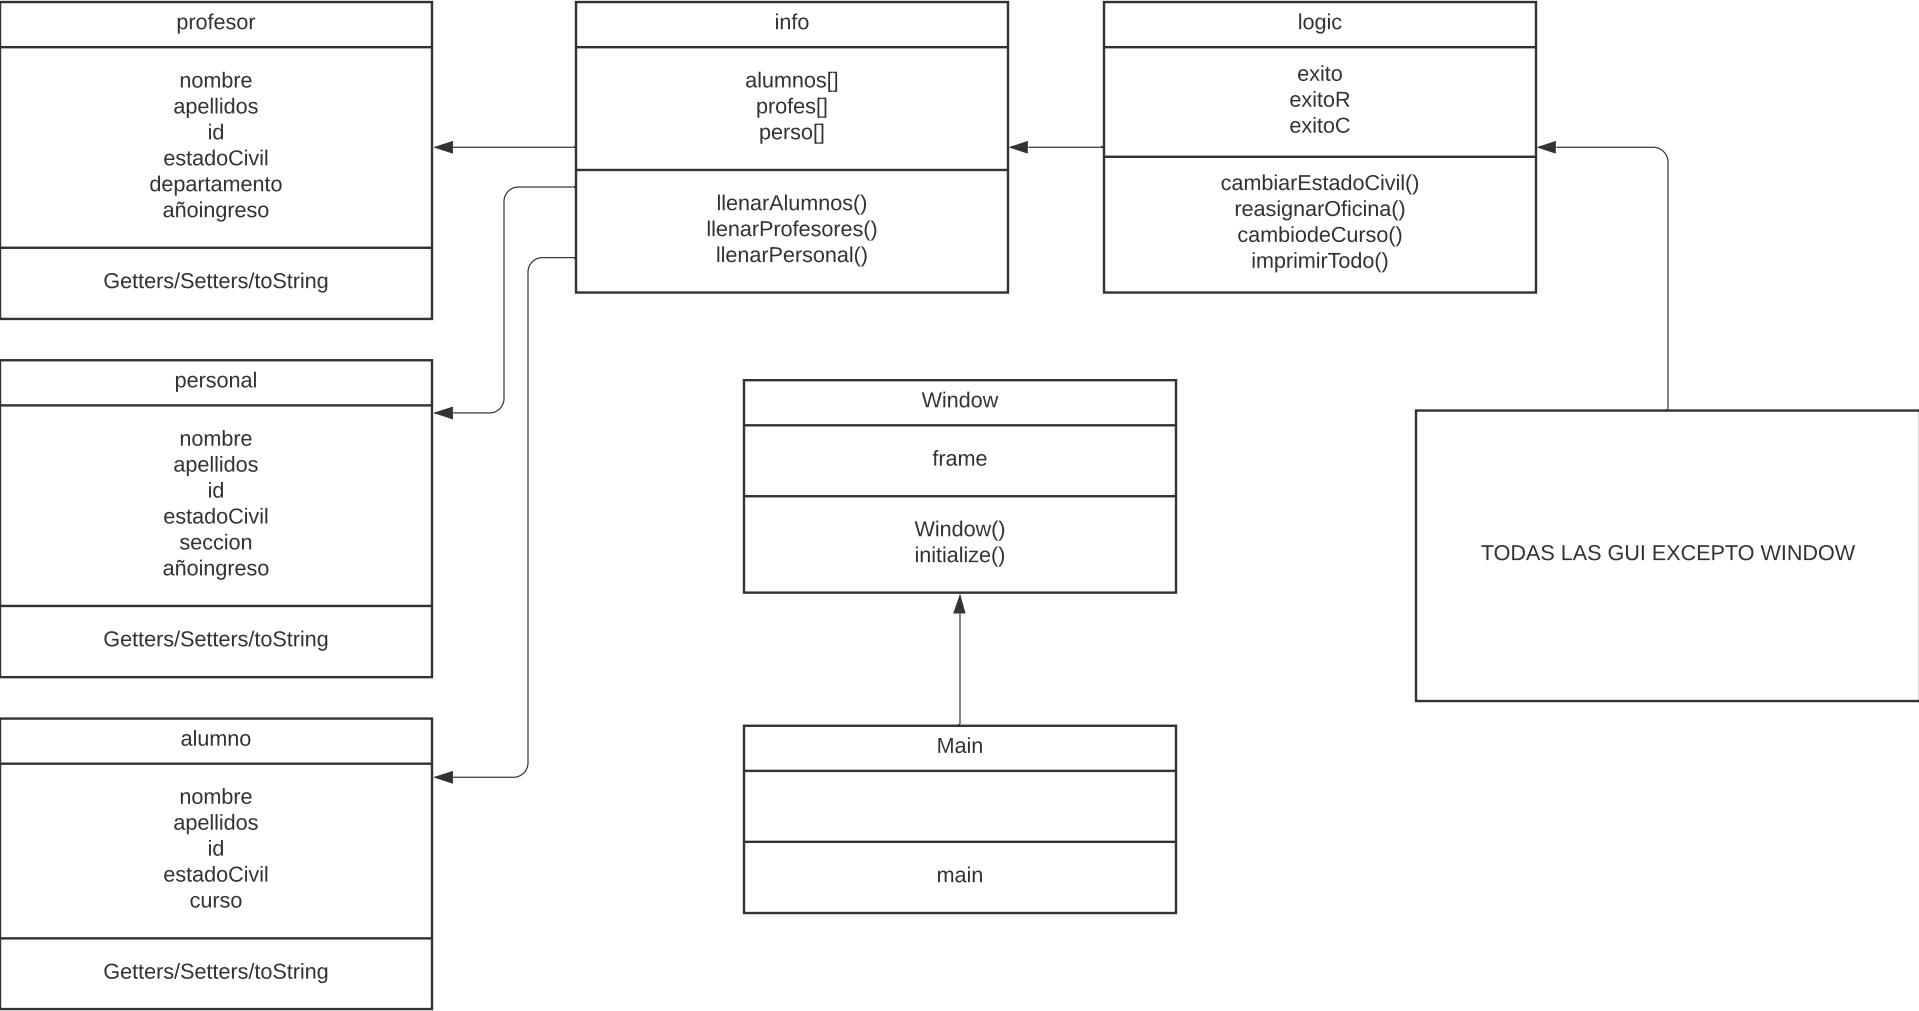 profesor
nombre
apellidos
id
estadoCivil
departamento
añoingreso
Getters/Setters/toString
info
alumnos[]
profes[]
perso[]
llenarAlumnos()
llenarProfesores()
llenarPersonal()
logic
exito
exitoR
exitoC
cambiarEstadoCivil()
reasignarOficina()
cambiodeCurso()
imprimirTodo()
personal
nombre
apellidos
id
estadoCivil
seccion
añoingreso
Getters/Setters/toString
Window
frame
Window()
initialize()
TODAS LAS GUI EXCEPTO WINDOW
alumno
nombre
apellidos
id
estadoCivil
curso
Getters/Setters/toString
Main
main